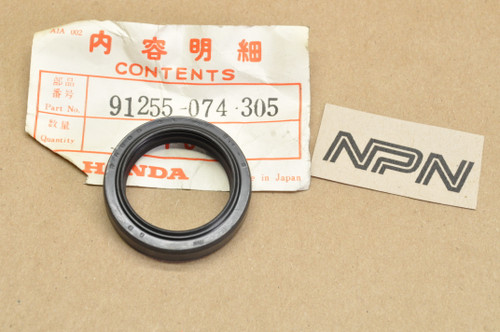 内容明細
CONTENTS
部品
番号
Part No.
91255-074-305
数量
Quantity
HONDA
in Japan
NPN